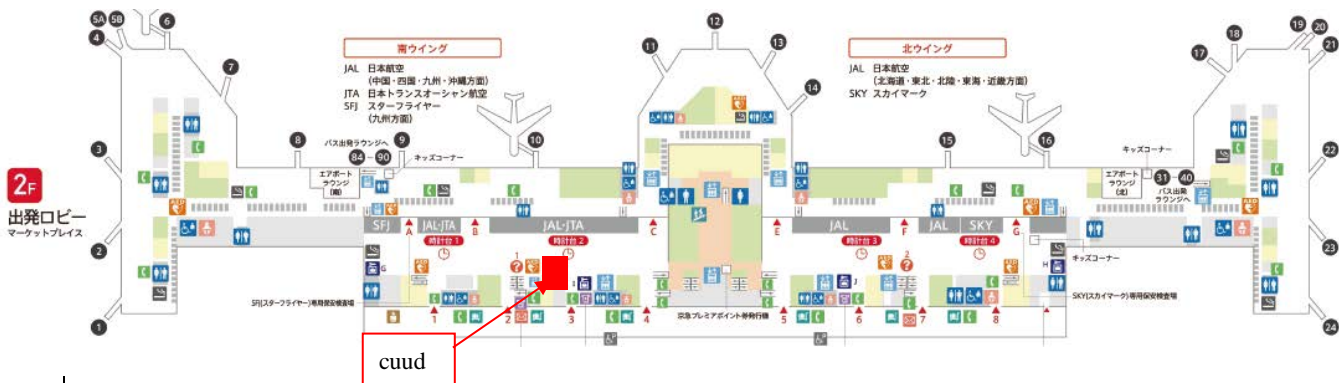 5A 5B 6
4
7
3
2
1
南ウイング
JAL 日本航空
(中国・四国・九州・沖縄方面)
JTA 日本トランスオーシャン航空
SFJ スターフライヤー
(九州方面)
12
11 13
14
北ウイング
JAL 日本航空
(北海道・東北・北陸・東海・近畿方面)
SKY スカイマーク
19 20
18 21
17
22
23
24
8 バス出発ラウンジへ 9 10
84 90 キッズコーナー
エアポート
ラウンジ
(南)
15 16
キッズコーナー
エアポート
ラウンジ
(北)
31 40
バス出発
ラウンジへ
2F
出発ロビー
マーケットプレイス
SFJ A JAL·JTA B JAL·JTA C E JAL F JAL SKY G
時計台 1 時計台 2 時計台 3 時計台 4
キッズコーナー
G 1 ? 2 ? J H
AED
SFJ(スターフライヤー)専用保安検査場
SKY(スカイマーク)専用保安検査場
1 2 3 4 5 6 7 8
京急プレミアポイント券発行機
P P
cuud